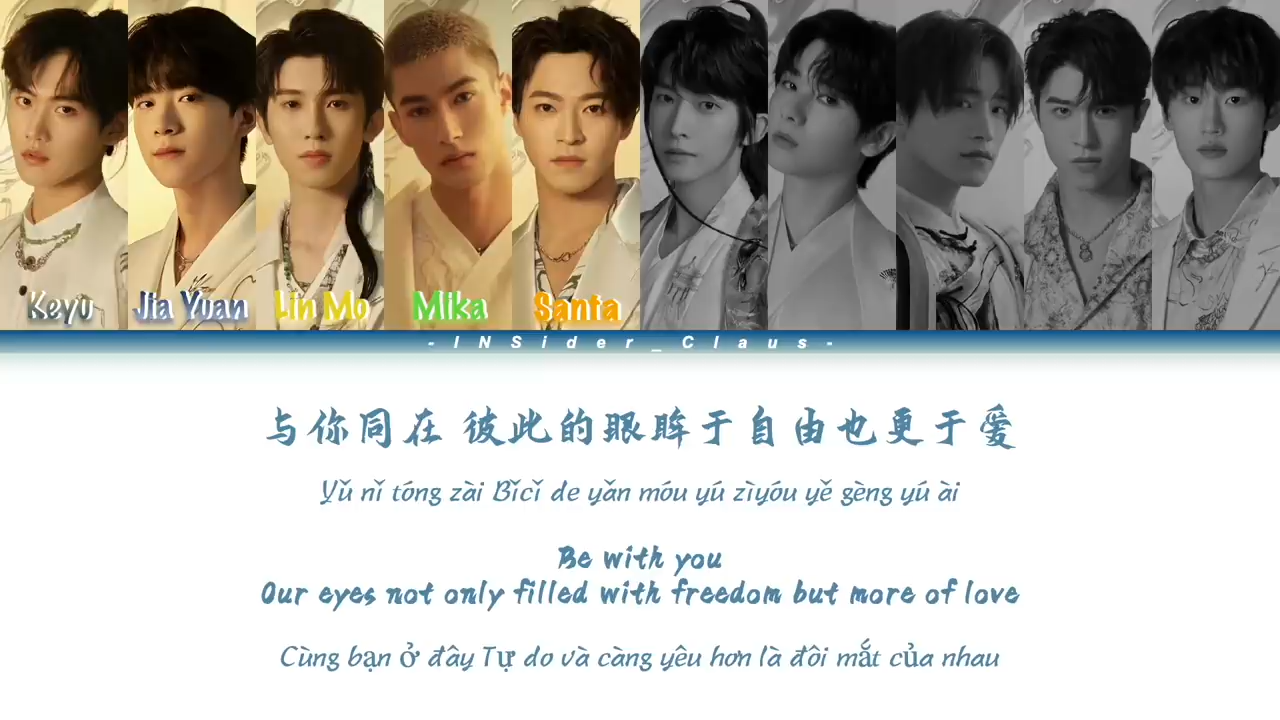 Keyu Jia Yuan Lin Mo Mika Santa
- INSider_Claus -
与你同在 彼此的眼眸于自由也更于爱
Yǔ nǐ tóng zài Bǐcǐ de yǎn móu yú zìyóu yě gèng yú ài
Be with you
Our eyes not only filled with freedom but more of love
Cùng bạn ở đây Tự do và càng yêu hơn là đôi mắt của nhau